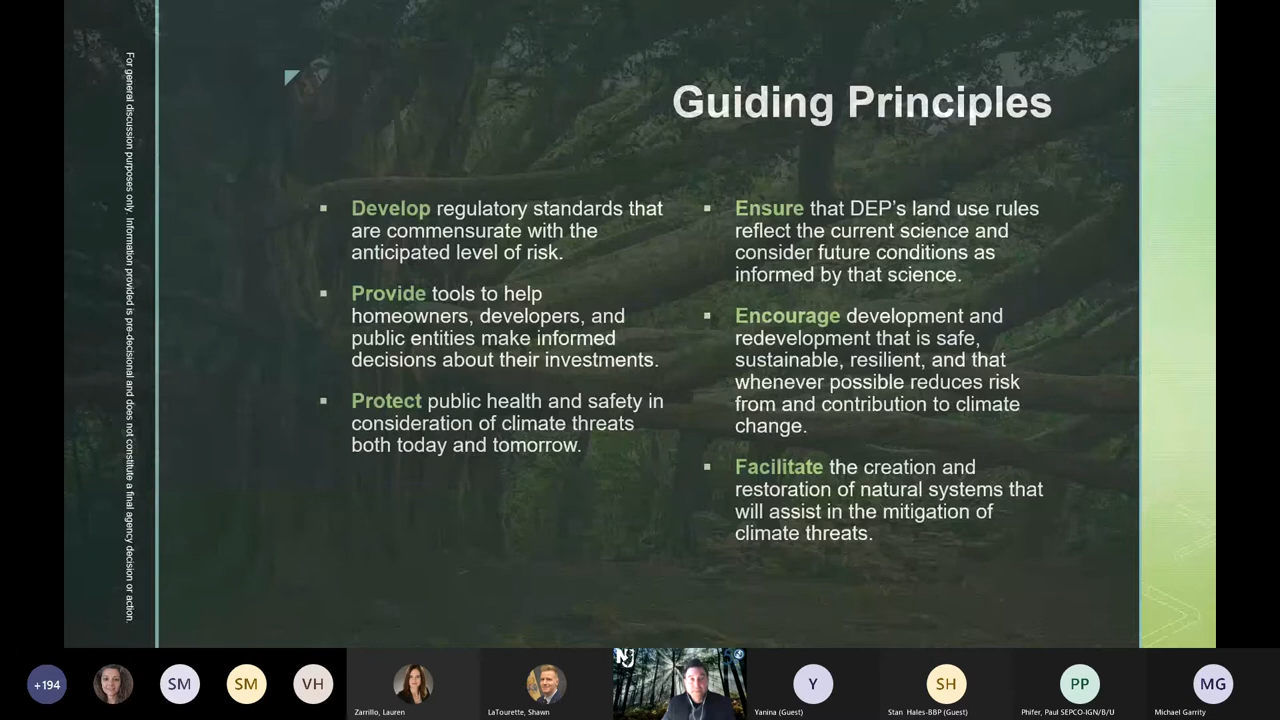 Guiding Principles
▪ Develop regulatory standards that
are commensurate with the
anticipated level of risk.
▪ Provide tools to help
homeowners, developers, and
public entities make informed
decisions about their investments.
▪ Protect public health and safety in
consideration of climate threats
both today and tomorrow.
▪ Ensure that DEP’s land use rules
reflect the current science and
consider future conditions as
informed by that science.
▪ Encourage development and
redevelopment that is safe,
sustainable, resilient, and that
whenever possible reduces risk
from and contribution to climate
change.
▪ Facilitate the creation and
restoration of natural systems that
will assist in the mitigation of
climate threats.
For general discussion purposes only. Information provided is pre-decisional and does not constitute a final agency decision or action.
+194
SM
SM
VH
Zarrillo, Lauren
LaTourette, Shawn
NJ
Y
Yanina (Guest)
SH
Stan Hales-BBP (Guest)
PP
Phifer, Paul SEPCO-IGN/B/U
MG
Michael Garrity